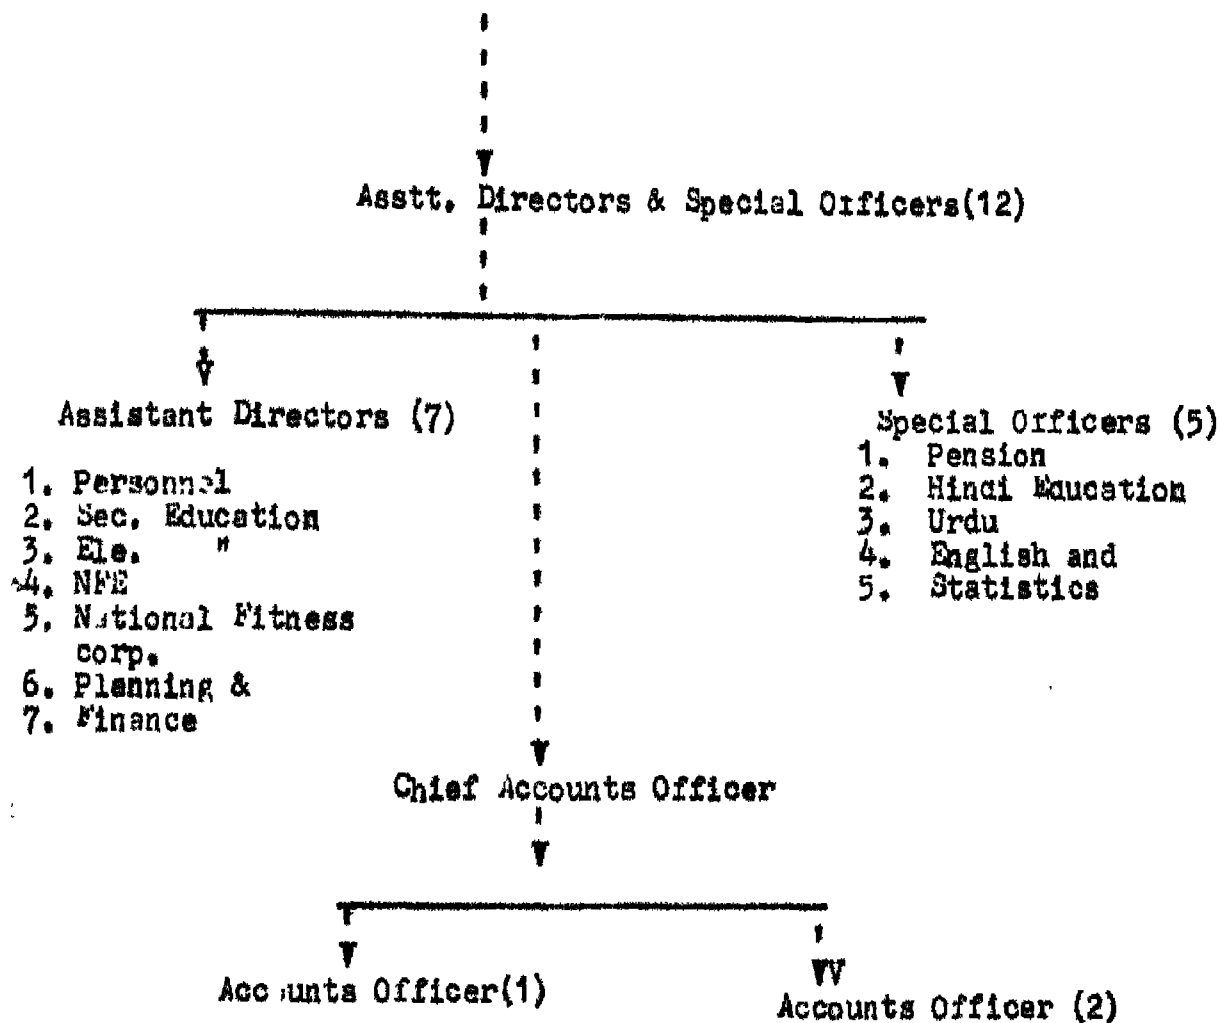 Asstt. Directors & Special Officers(12)
Assistant Directors (7)
1. Personnel
2. Sec. Education
3. Ele. "
4. NFE
5. National Fitness
corp.
6. Planning &
7. Finance
Special Officers (5)
1. Pension
2. Hindi Education
3. Urdu
4. English and
5. Statistics
Chief Accounts Officer
Accounts Officer(1)
Accounts Officer (2)